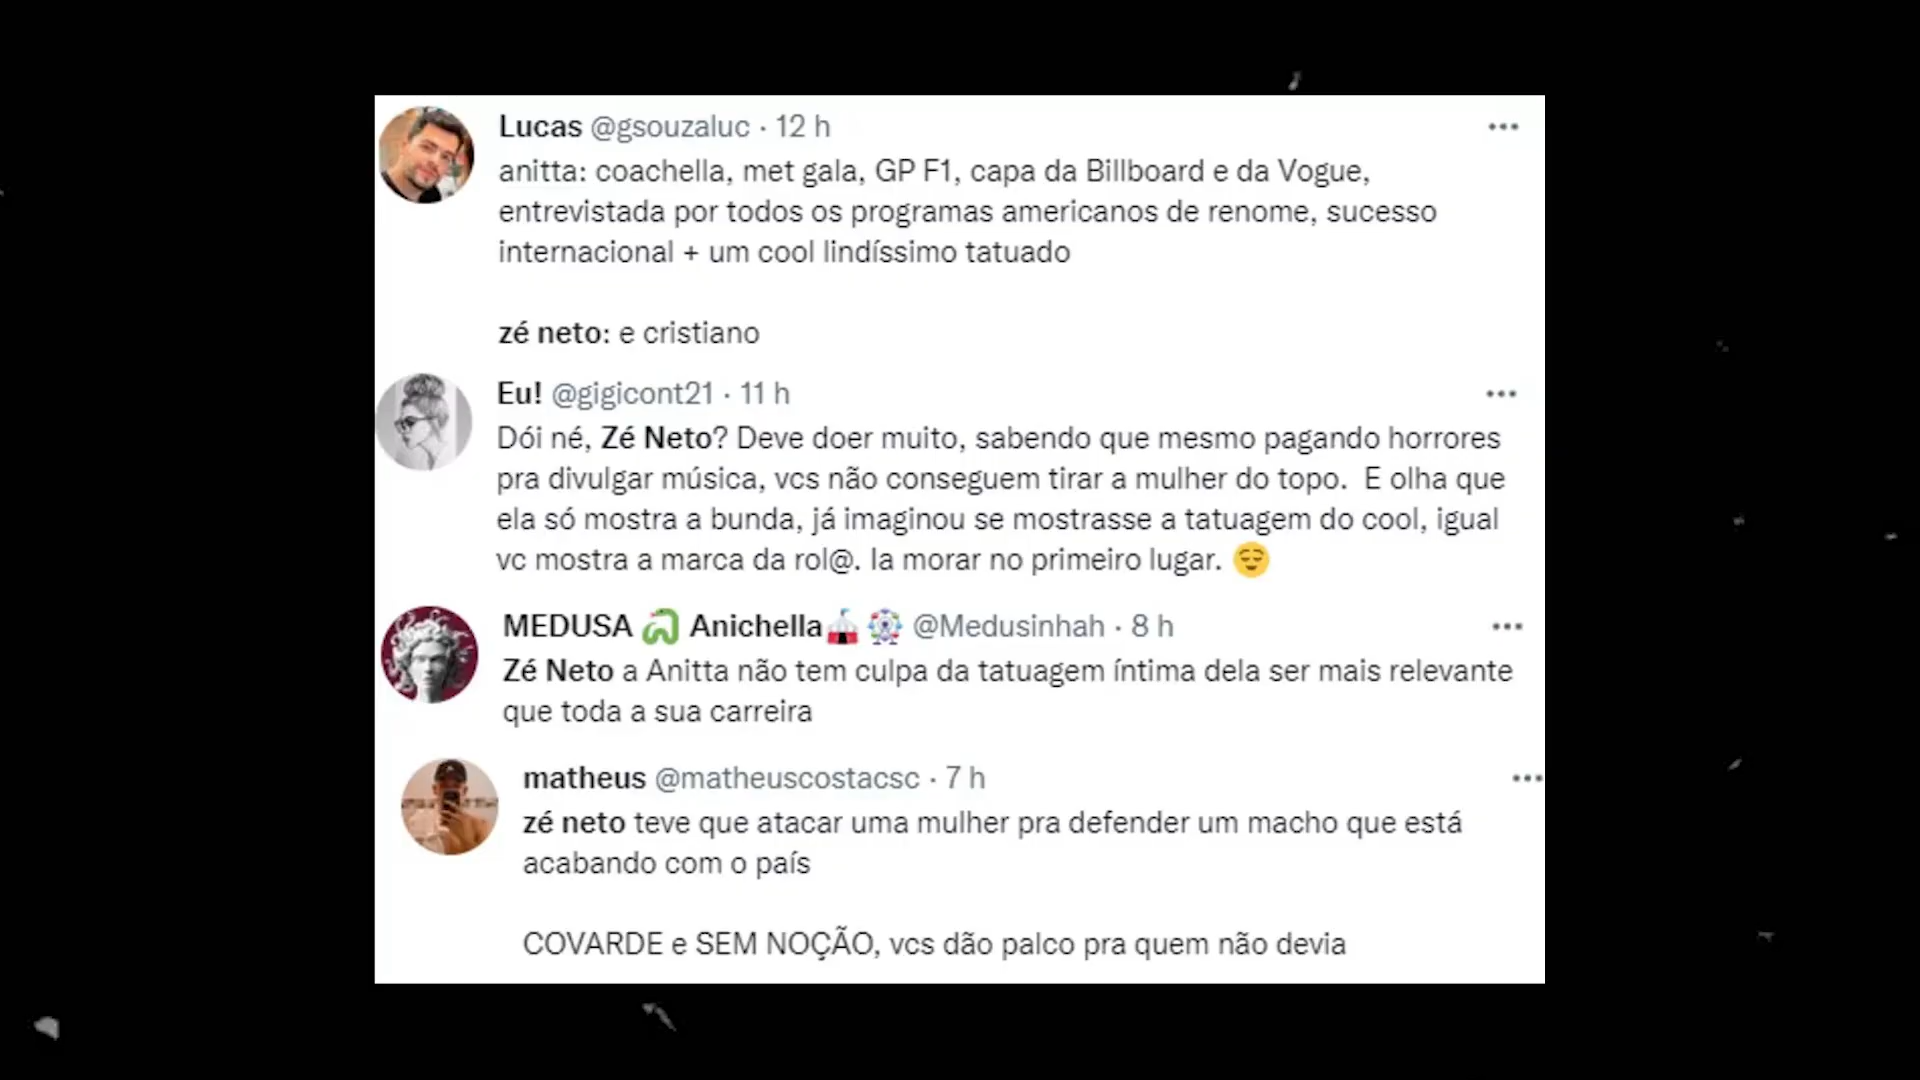 Lucas @gsouzaluc · 12 h
anitta: coachella, met gala, GP F1, capa da Billboard e da Vogue,
entrevistada por todos os programas americanos de renome, sucesso
internacional + um cool lindíssimo tatuado
zé neto: e cristiano
Eu! @gigicont21 · 11 h
Dói né, Zé Neto? Deve doer muito, sabendo que mesmo pagando horrores
pra divulgar música, vcs não conseguem tirar a mulher do topo.  E olha que
ela só mostra a bunda, já imaginou se mostrasse a tatuagem do cool, igual
vc mostra a marca da rol@. Ia morar no primeiro lugar. 😌
MEDUSA 🐍 Anichella🎪🎡 @Medusinhah · 8 h
Zé Neto a Anitta não tem culpa da tatuagem íntima dela ser mais relevante
que toda a sua carreira
matheus @matheuscostacsc · 7 h
zé neto teve que atacar uma mulher pra defender um macho que está
acabando com o país
COVARDE e SEM NOÇÃO, vcs dão palco pra quem não devia